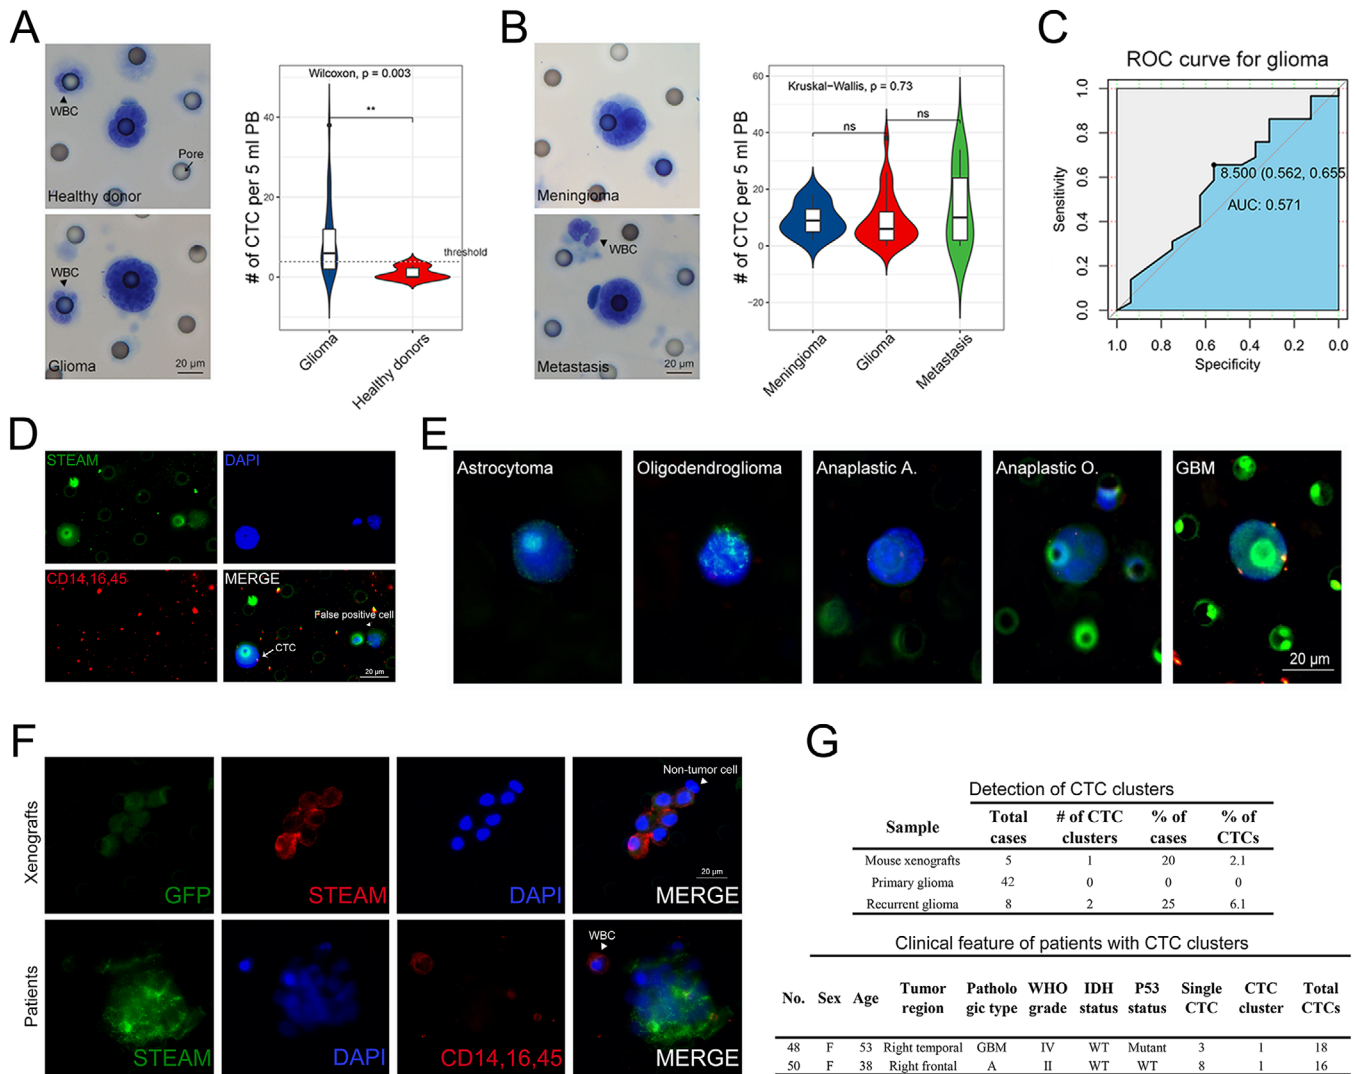 A
WBC
Pore
Healthy donor
WBC
Glioma
20 µm
Wilcoxon, p = 0.003
**
# of CTC per 5 ml PB
40
20
0
threshold
Glioma
Healthy donors
B
Meningioma
WBC
Metastasis
20 µm
Kruskal-Wallis, p = 0.73
ns
ns
# of CTC per 5 ml PB
60
40
20
0
-20
Meningioma
Glioma
Metastasis
C
ROC curve for glioma
Sensitivity
1.0
0.8
0.6
0.4
0.2
0.0
8.500 (0.562, 0.655
AUC: 0.571
1.0 0.8 0.6 0.4 0.2 0.0
Specificity
D
STEAM
DAPI
CD14,16,45
MERGE
False positive cell
CTC
20 µm
E
Astrocytoma
Oligodendroglioma
Anaplastic A.
Anaplastic O.
GBM
20 µm
F
Xenografts
GFP
STEAM
DAPI
Non-tumor cell
20 µm
MERGE
Patients
STEAM
DAPI
CD14,16,45
WBC
MERGE
G
Detection of CTC clusters
Sample Total cases # of CTC clusters % of cases % of CTCs
Mouse xenografts 5 1 20 2.1
Primary glioma 42 0 0 0
Recurrent glioma 8 2 25 6.1
Clinical feature of patients with CTC clusters
No. Sex Age Tumor region Patholo gic type WHO grade IDH status P53 status Single CTC CTC cluster Total CTCs
48 F 53 Right temporal GBM IV WT Mutant 3 1 18
50 F 38 Right frontal A II WT WT 8 1 16